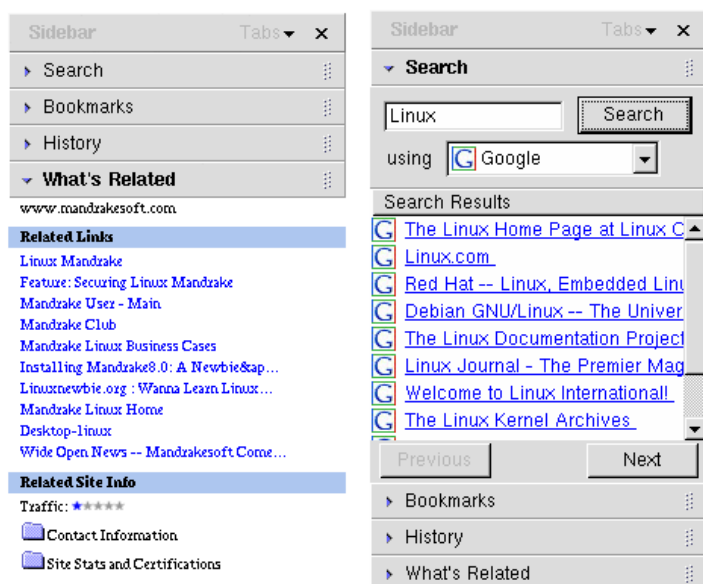 Sidebar Tabs
Search
Bookmarks
History
What's Related
www.mandrakesoft.com
Related Links
Linux Mandrake
Feature: Securing Linux Mandrake
Mandrake User - Main
Mandrake Club
Mandrake Linux Business Cases
Installing Mandrake8.0: A Newbie&ap...
Linuxnewbie.org : Wanna Learn Linux...
Mandrake Linux Home
Desktop-linux
Wide Open News -- Mandrakesoft Come...
Related Site Info
Traffic:
Contact Information
Site Stats and Certifications
Sidebar Tabs
Search
Linux Search
using G Google
Search Results
G The Linux Home Page at Linux C
G Linux.com
G Red Hat -- Linux, Embedded Linu
G Debian GNU/Linux -- The Univer
G The Linux Documentation Project
G Linux Journal - The Premier Mag
G Welcome to Linux International!
G The Linux Kernel Archives
Previous Next
Bookmarks
History
What's Related